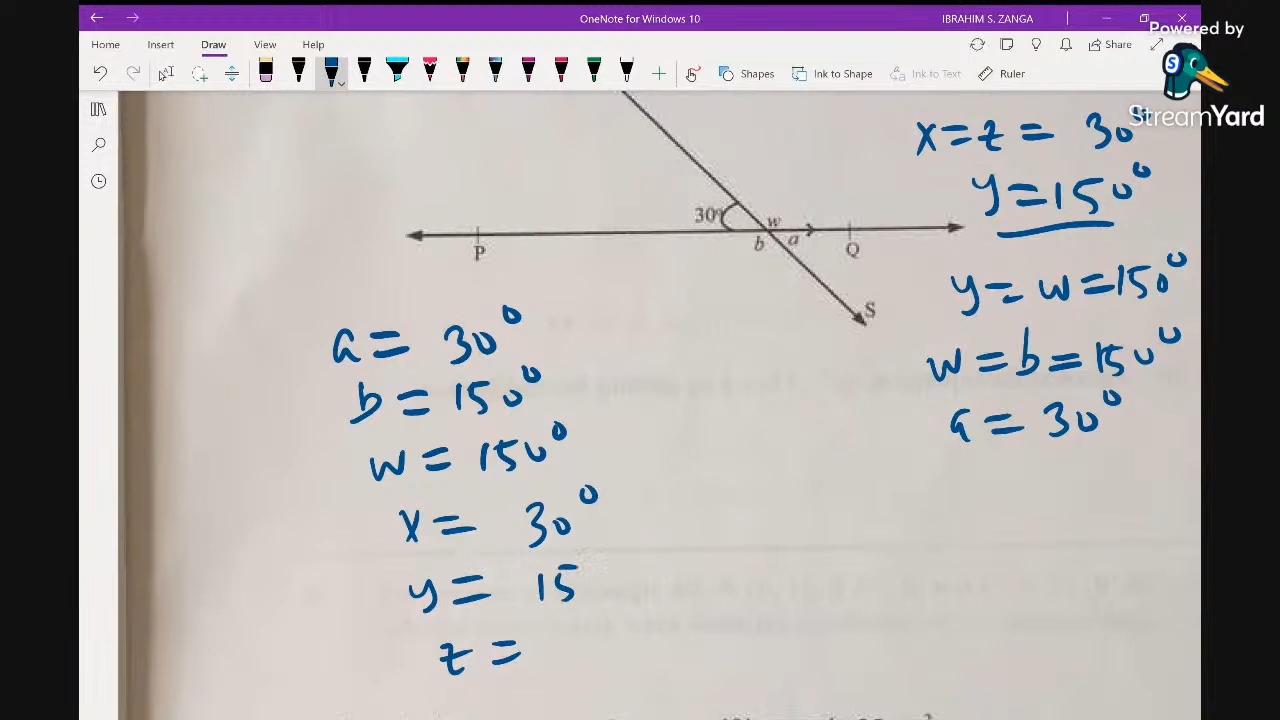 OneNote for Windows 10
IBRAHIM S. ZANGA
Powered by
StreamYard
Home Insert Draw View Help
Share
Shapes Ink to Shape Ink to Text Ruler
x = z = 30°
y = 150°
30° w
b a
P Q
S
y = w = 150°
w = b = 150°
a = 30°
a = 30°
b = 150°
w = 150°
x = 30°
y = 15
z =